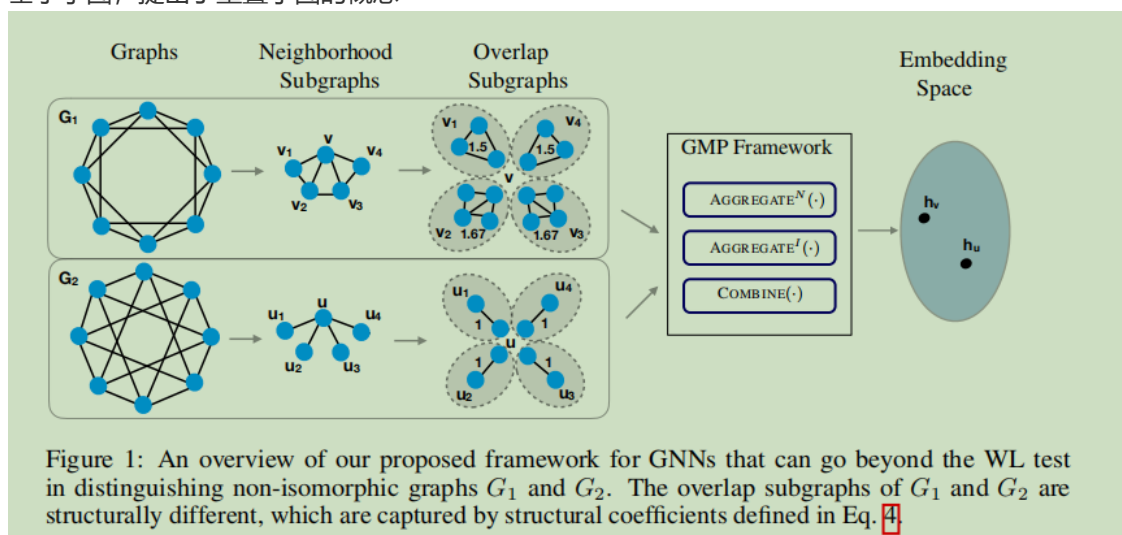 Graphs
Neighborhood
Subgraphs
Overlap
Subgraphs
Embedding
Space
G1
v
v1
v4
v2
v3
v1
v4
1.5
1.5
v
v2
1.67
1.67
v3
GMP Framework
AGGREGATE^N(·)
AGGREGATE^I(·)
COMBINE(·)
hv
hu
G2
u
u1
u4
u2
u3
u1
u4
1
1
u
1
1
u2
u3
Figure 1: An overview of our proposed framework for GNNs that can go beyond the WL test
in distinguishing non-isomorphic graphs G1 and G2. The overlap subgraphs of G1 and G2 are
structurally different, which are captured by structural coefficients defined in Eq. 4.